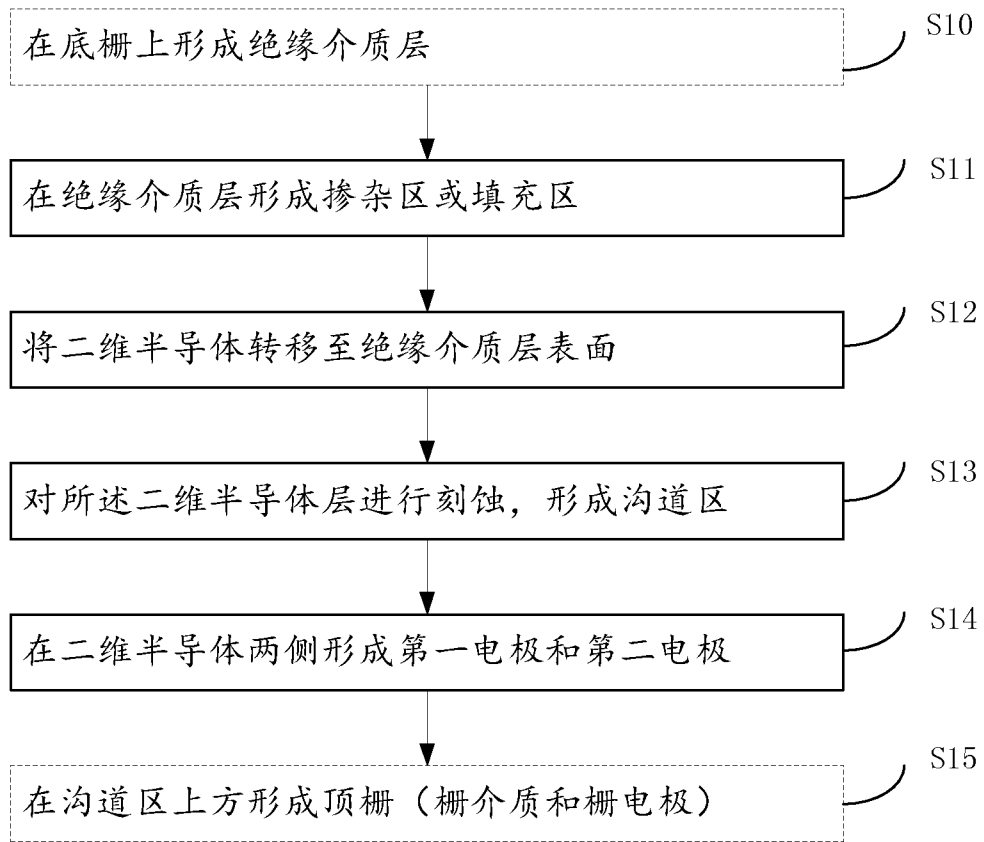 在底栅上形成绝缘介质层
S10
在绝缘介质层形成掺杂区或填充区
S11
将二维半导体转移至绝缘介质层表面
S12
对所述二维半导体层进行刻蚀，形成沟道区
S13
在二维半导体两侧形成第一电极和第二电极
S14
在沟道区上方形成顶栅（栅介质和栅电极）
S15